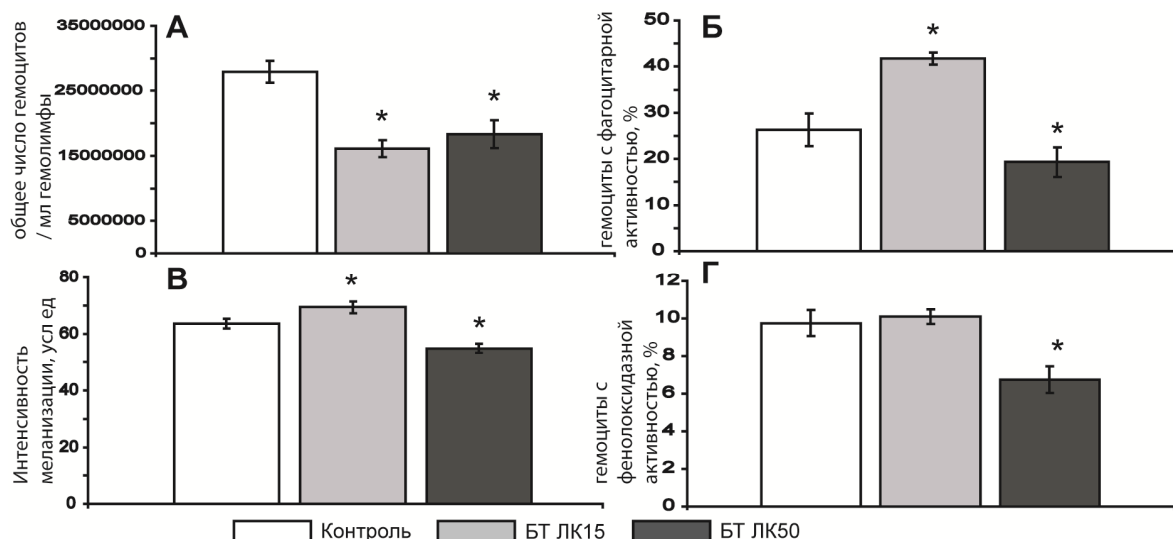 А
35000000
25000000
15000000
5000000
0
общее число гемоцитов
/ мл гемолимфы
*
*
Б
50
40
30
20
10
0
гемоциты с фагоцитарной
активностью, %
*
*
В
80
60
40
20
0
Интенсивность
меланизации, усл ед
*
*
Г
12
10
8
6
4
2
0
гемоциты с
фенолоксидазной
активностью, %
*
Контроль
БТ ЛК15
БТ ЛК50